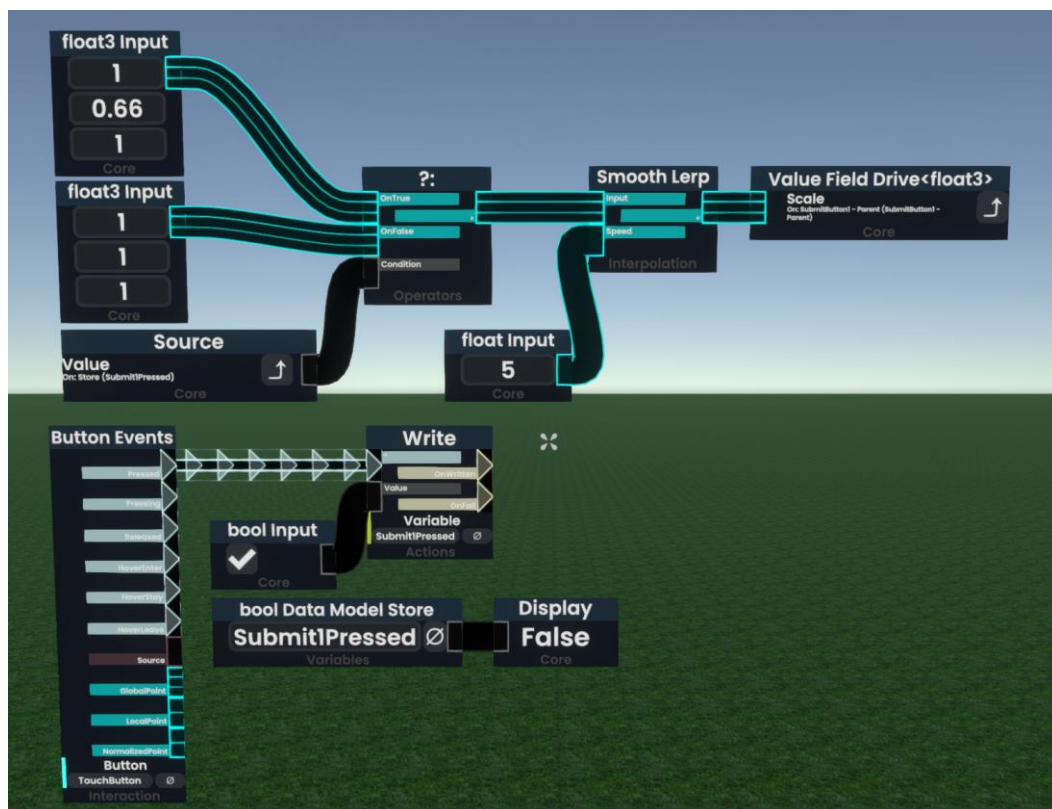 float3 Input
1
0.66
1
Core
float3 Input
1
1
1
Core
?:
OnTrue
*
OnFalse
Condition
Operators
Smooth Lerp
Input
*
Speed
Interpolation
Value Field Drive<float3>
Scale
On: SubmitButton1 - Parent (SubmitButton1 -
Parent)
Core
Source
Value
On: Store (Submit1Pressed)
Core
float Input
5
Core
Button Events
Pressed
Pressing
Released
HoverEnter
HoverStay
HoverLeave
Source
GlobalPoint
LocalPoint
NormalizedPoint
Button
TouchButton Ø
Interaction
Write
*
OnWritten
Value
OnFail
Variable
Submit1Pressed Ø
Actions
bool Input
Core
bool Data Model Store
Submit1Pressed Ø
Variables
Display
False
Core